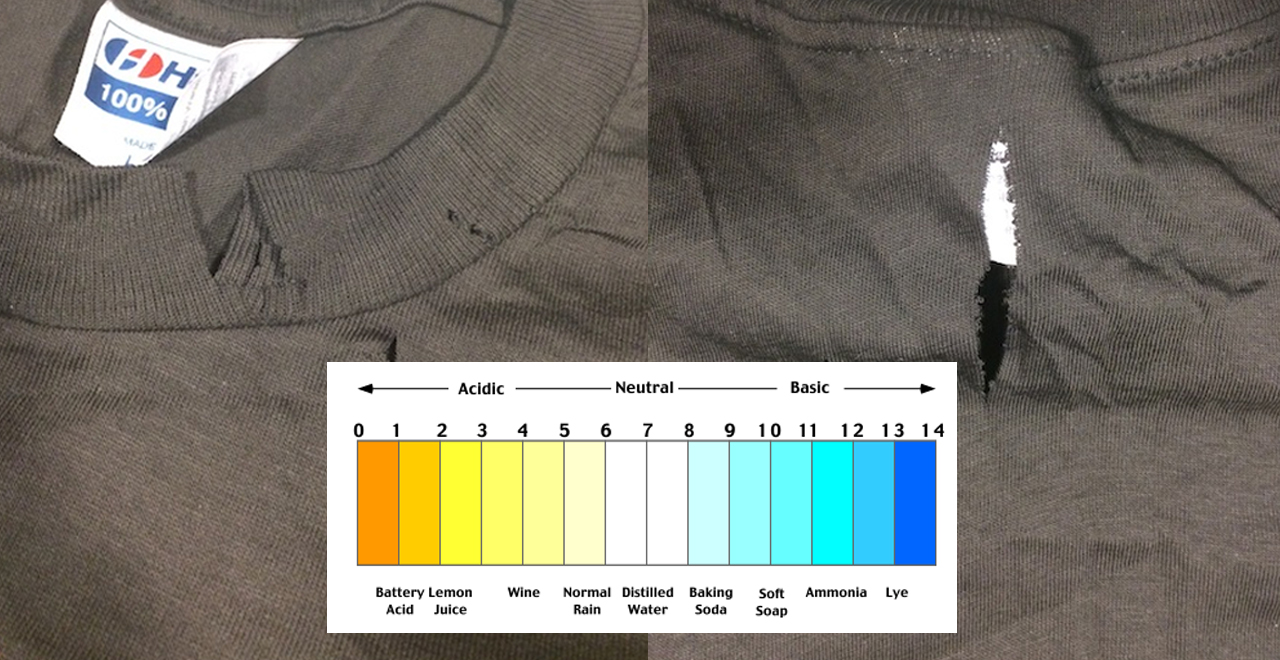 100%
MADE
Acidic Neutral Basic
0 1 2 3 4 5 6 7 8 9 10 11 12 13 14
Battery Lemon Wine Normal Distilled Baking Soft Ammonia Lye
Acid Juice Rain Water Soda Soap